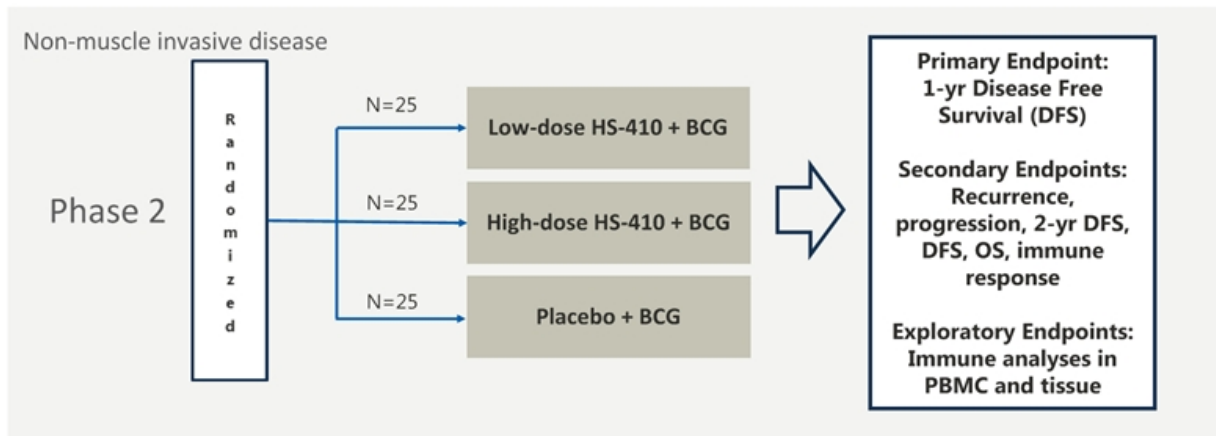 Non-muscle invasive disease
Phase 2
Randomized
N=25
Low-dose HS-410 + BCG
N=25
High-dose HS-410 + BCG
N=25
Placebo + BCG
Primary Endpoint:
1-yr Disease Free
Survival (DFS)
Secondary Endpoints:
Recurrence,
progression, 2-yr DFS,
DFS, OS, immune
response
Exploratory Endpoints:
Immune analyses in
PBMC and tissue